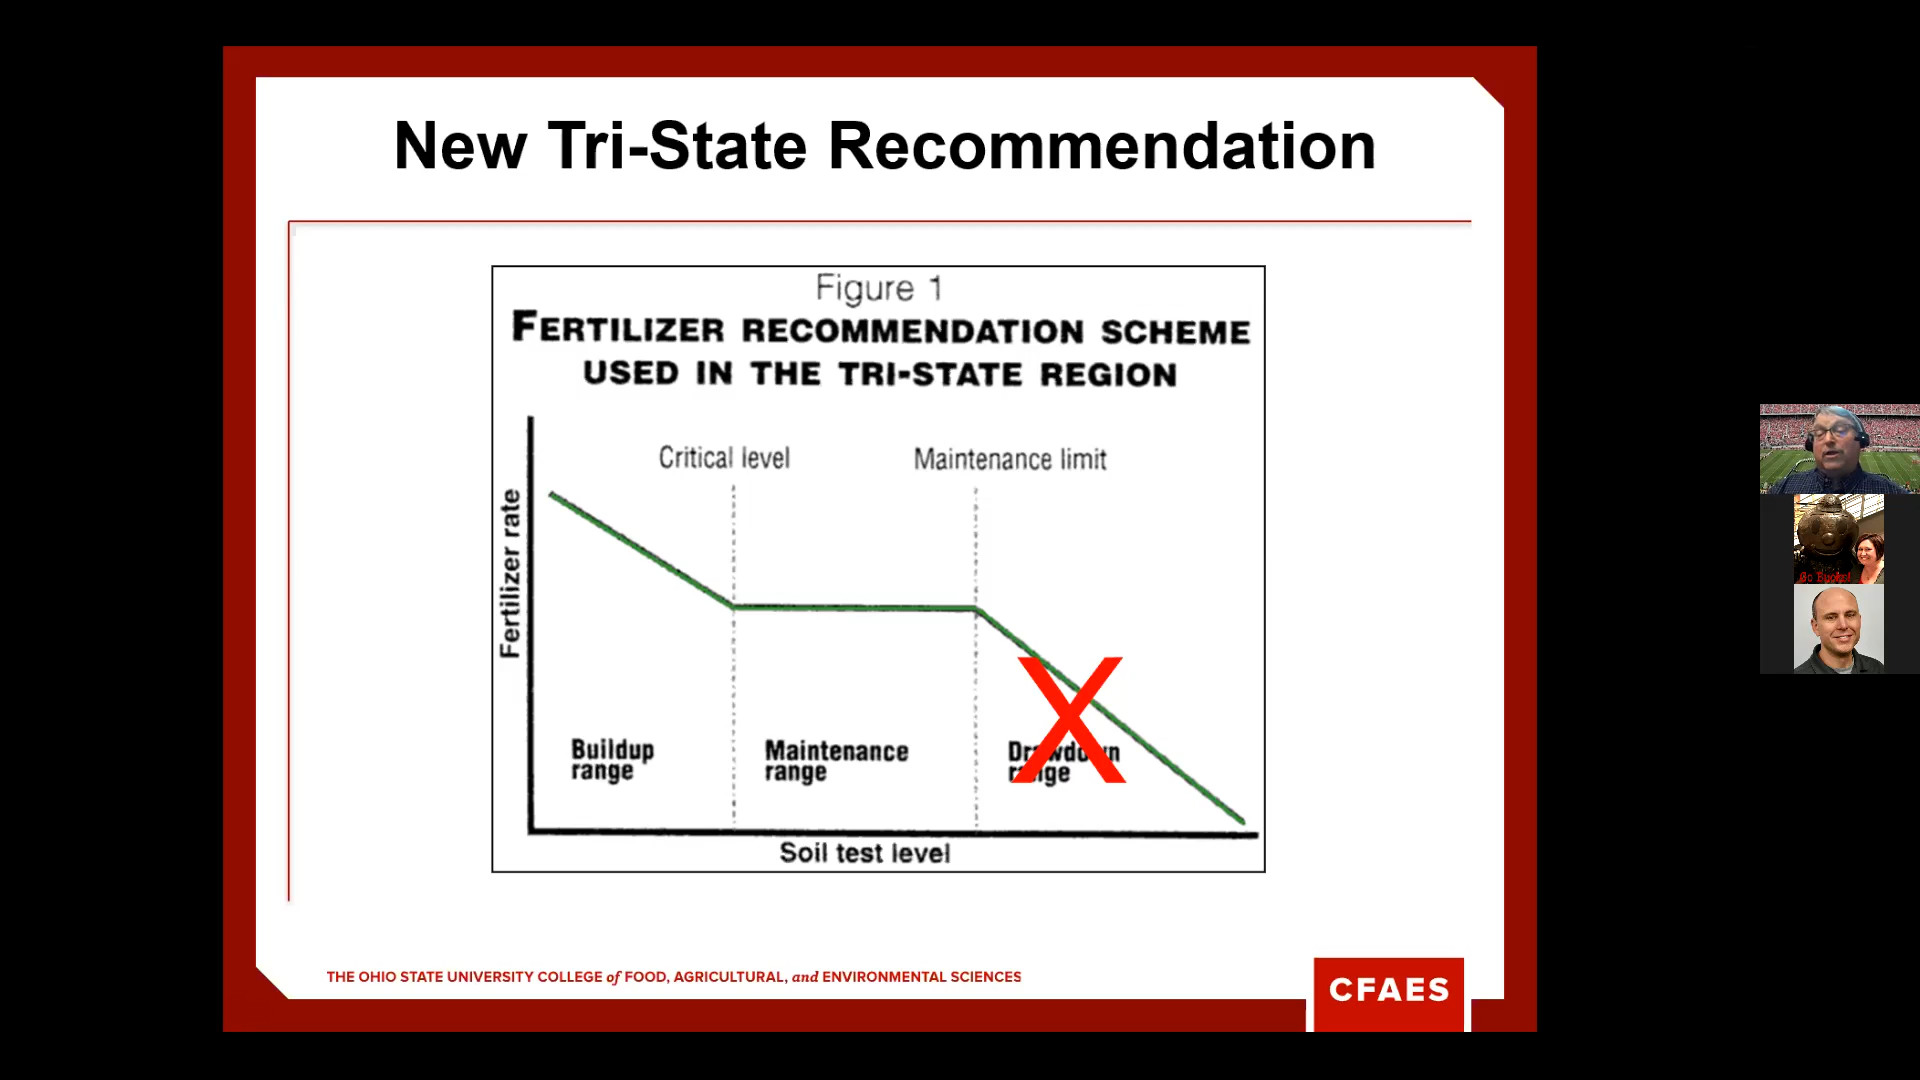 New Tri-State Recommendation
Figure 1
FERTILIZER RECOMMENDATION SCHEME
USED IN THE TRI-STATE REGION
Critical level
Maintenance limit
Fertilizer rate
Buildup
range
Maintenance
range
Drawdown
range
X
Soil test level
THE OHIO STATE UNIVERSITY COLLEGE of FOOD, AGRICULTURAL, and ENVIRONMENTAL SCIENCES
CFAES
Go Bucks!